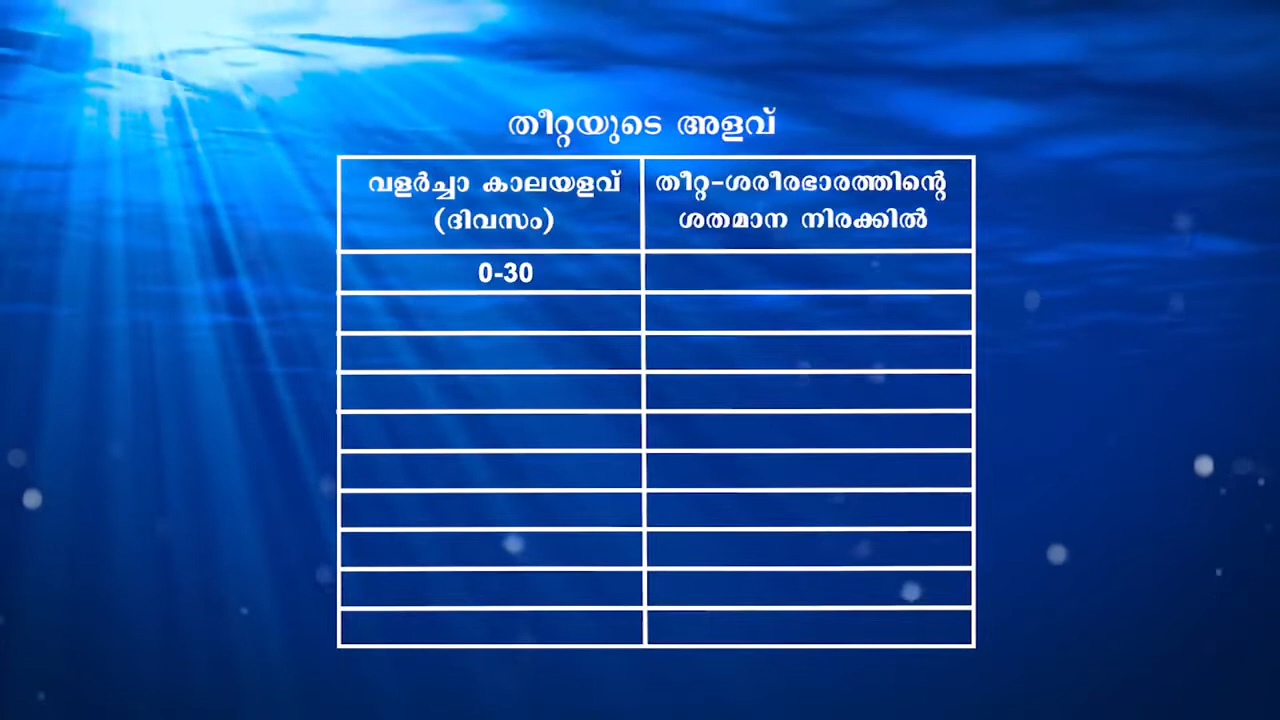 തീറ്റയുടെ അളവ്
വളർച്ചാ കാലയളവ്
(ദിവസം)
തീറ്റ-ശരീരഭാരത്തിന്റെ
ശതമാന നിരക്കിൽ
0-30